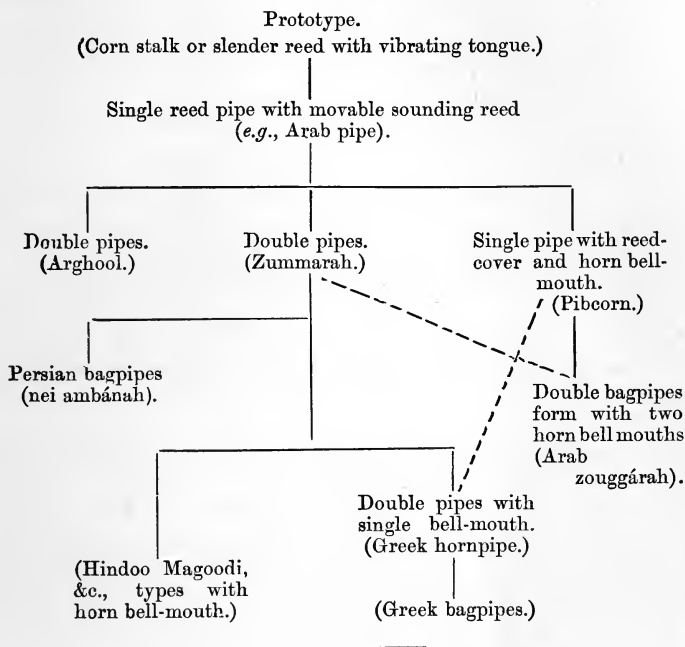 Prototype.
(Corn stalk or slender reed with vibrating tongue.)
Single reed pipe with movable sounding reed
(e.g., Arab pipe).
Double pipes.
(Arghool.)
Double pipes.
(Zummarah.)
Single pipe with reed-
cover and horn bell-
mouth.
(Pibcorn.)
Persian bagpipes
(nei ambánah).
Double bagpipes
form with two
horn bell mouths
(Arab
zouggárah).
Double pipes with
single bell-mouth.
(Greek hornpipe.)
(Hindoo Magoodi,
&c., types with
horn bell-mouth.)
(Greek bagpipes.)